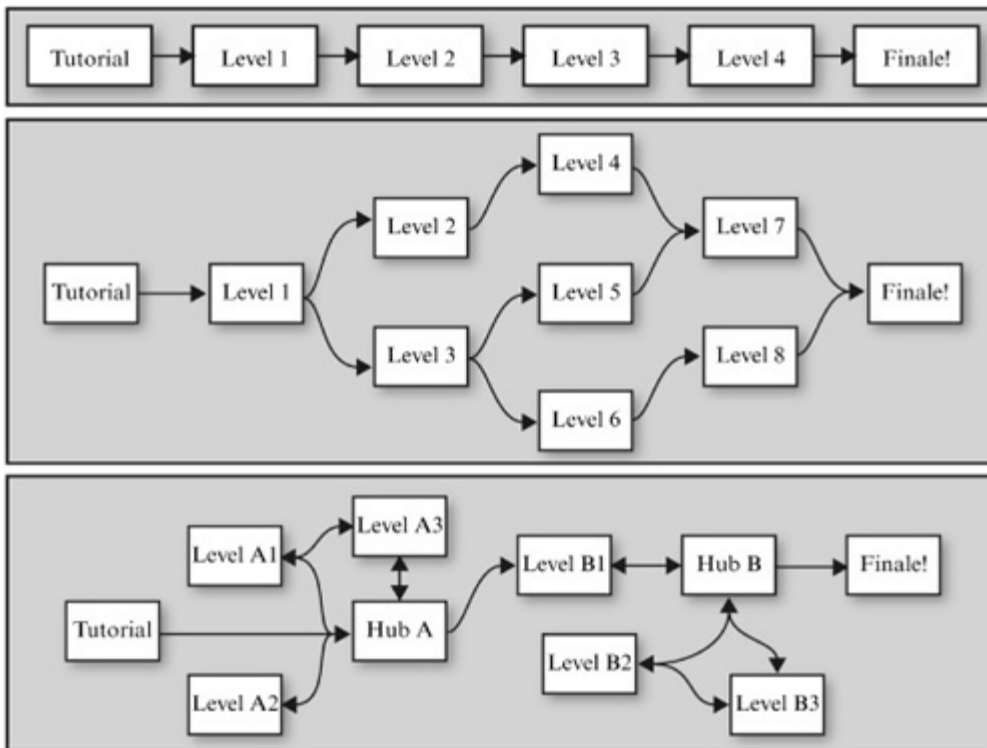 Tutorial
Level 1
Level 2
Level 3
Level 4
Finale!
Tutorial
Level 1
Level 2
Level 3
Level 4
Level 5
Level 6
Level 7
Level 8
Finale!
Tutorial
Level A1
Level A2
Level A3
Hub A
Level B1
Hub B
Level B2
Level B3
Finale!